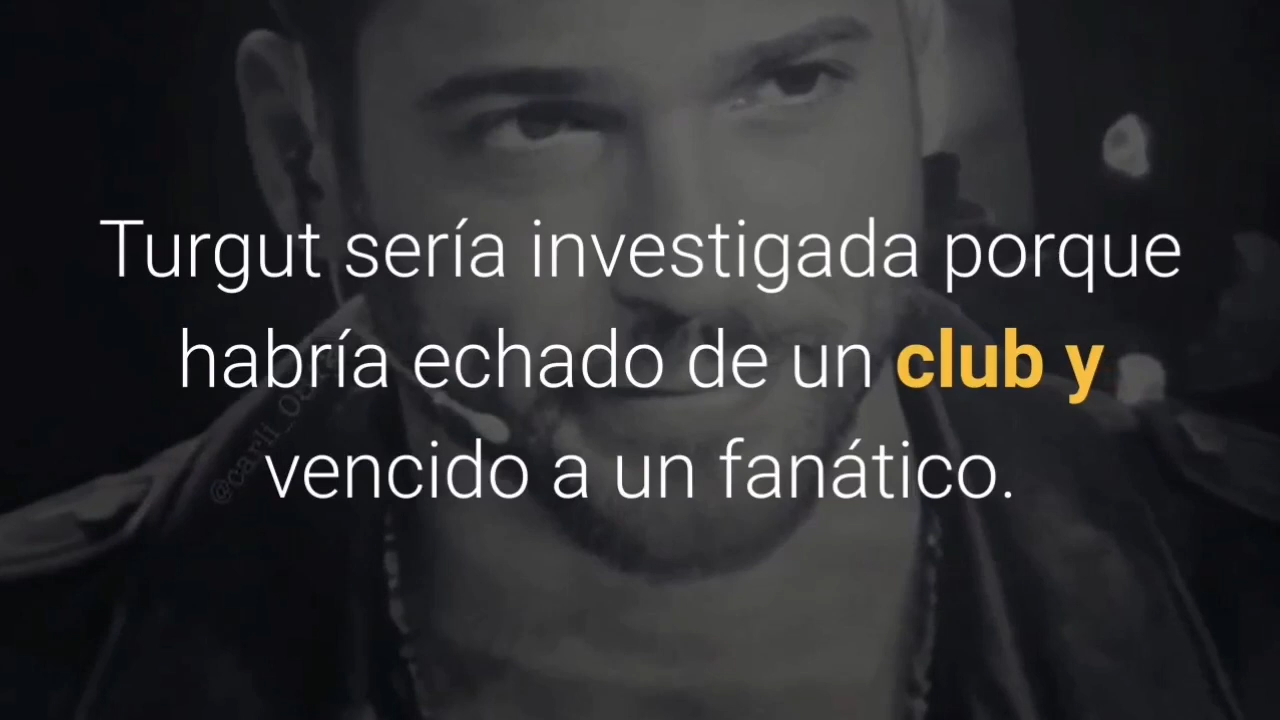 Turgut sería investigada porque
habría echado de un club y
vencido a un fanático.